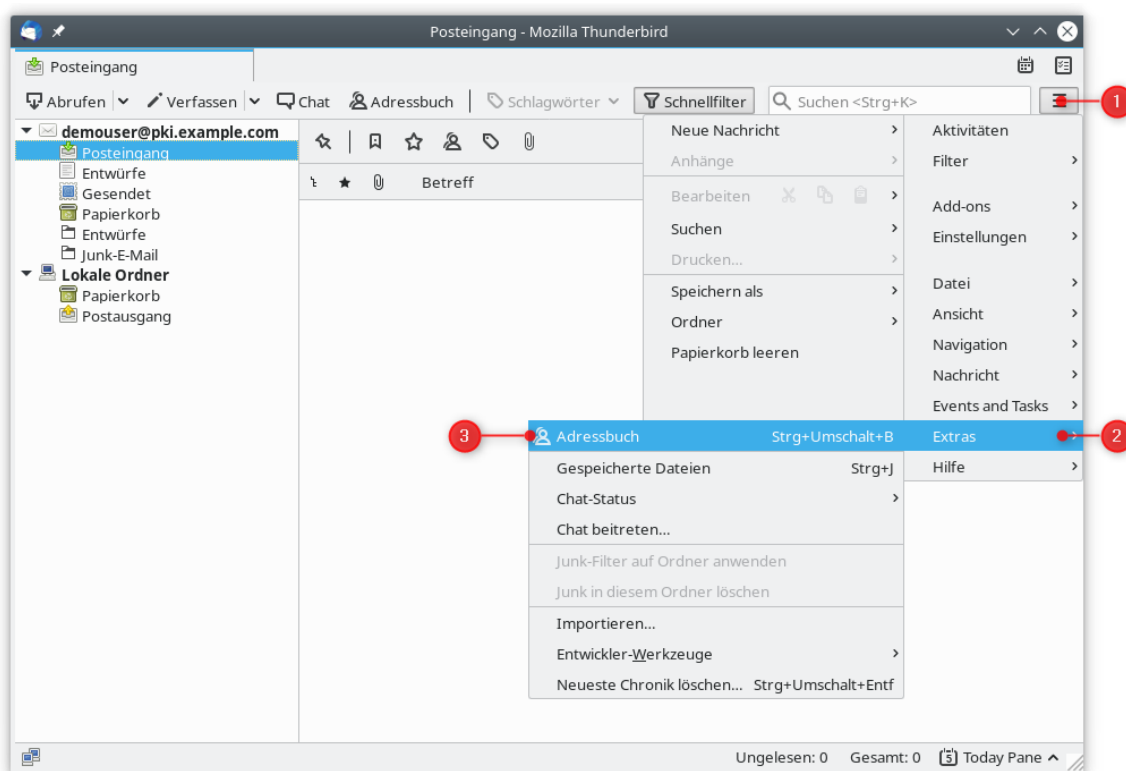 Posteingang - Mozilla Thunderbird
Posteingang
Abrufen Verfassen Chat Adressbuch Schlagwörter Schnellfilter Suchen <Strg+K>
1
demouser@pki.example.com
Posteingang
Entwürfe
Gesendet
Papierkorb
Entwürfe
Junk-E-Mail
Lokale Ordner
Papierkorb
Postausgang
Betreff
Neue Nachricht
Anhänge
Bearbeiten
Suchen
Drucken...
Speichern als
Ordner
Papierkorb leeren
Aktivitäten
Filter
Add-ons
Einstellungen
Datei
Ansicht
Navigation
Nachricht
Events and Tasks
Extras
2
Hilfe
3
Adressbuch Strg+Umschalt+B
Gespeicherte Dateien Strg+J
Chat-Status
Chat beitreten...
Junk-Filter auf Ordner anwenden
Junk in diesem Ordner löschen
Importieren...
Entwickler-Werkzeuge
Neueste Chronik löschen... Strg+Umschalt+Entf
Ungelesen: 0 Gesamt: 0 5 Today Pane